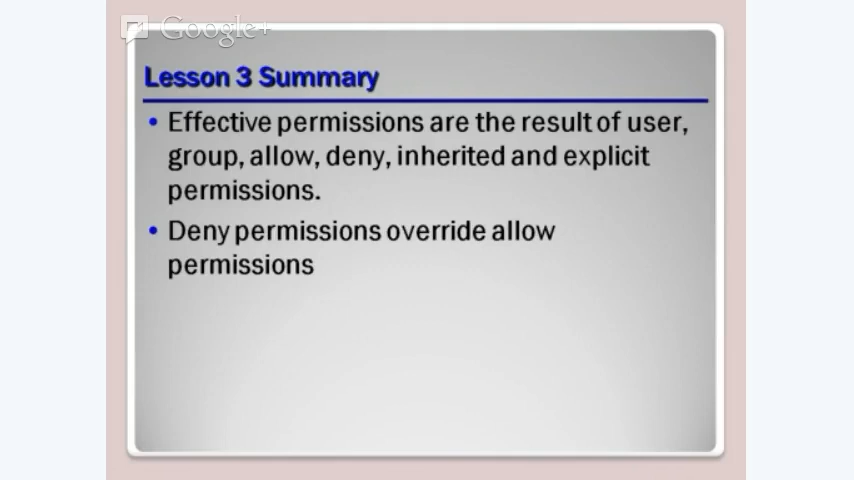 Google+
Lesson 3 Summary
• Effective permissions are the result of user,
group, allow, deny, inherited and explicit
permissions.
• Deny permissions override allow
permissions